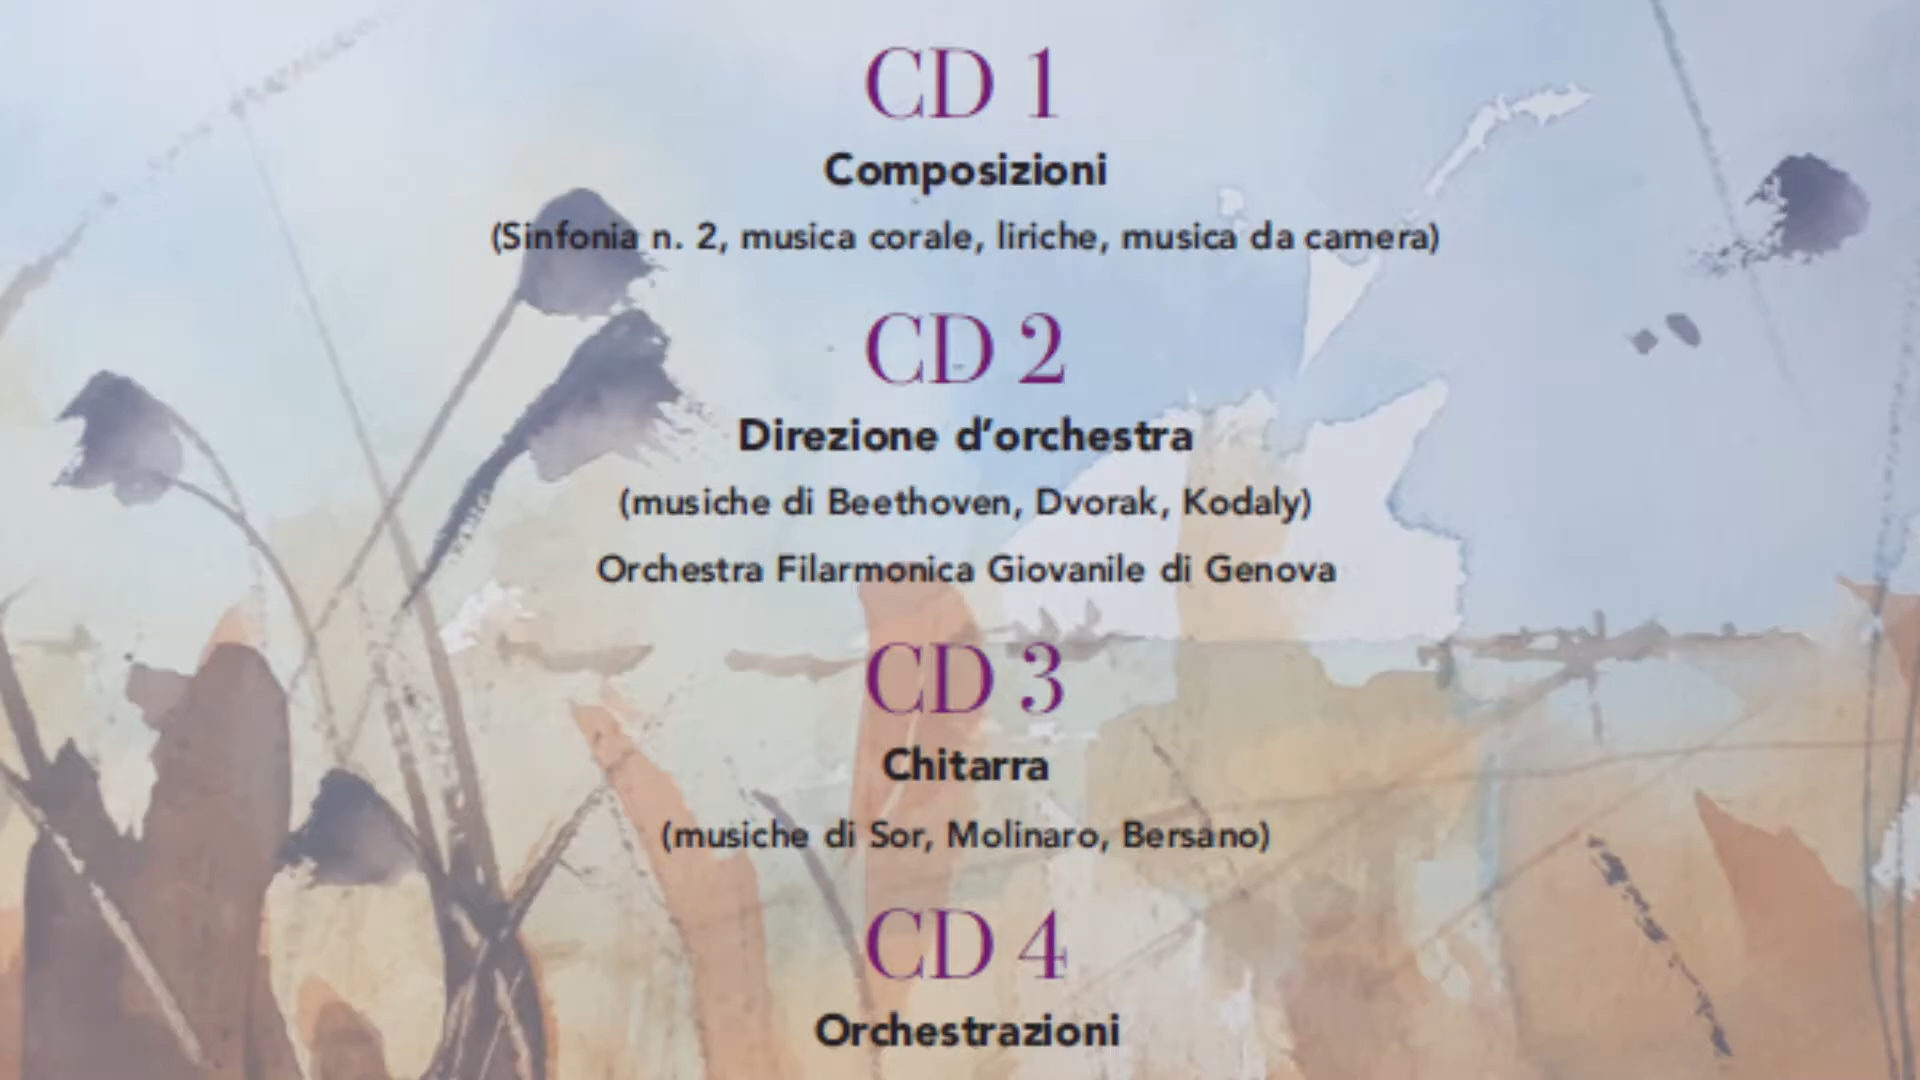 CD 1
Composizioni
(Sinfonia n. 2, musica corale, liriche, musica da camera)
CD 2
Direzione d’orchestra
(musiche di Beethoven, Dvorak, Kodaly)
Orchestra Filarmonica Giovanile di Genova
CD 3
Chitarra
(musiche di Sor, Molinaro, Bersano)
CD 4
Orchestrazioni